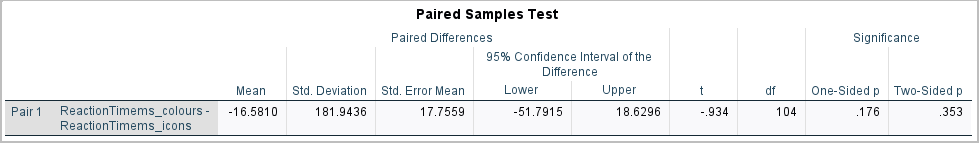 Paired Samples Test
Paired Differences Significance
95% Confidence Interval of the
Difference
Mean Std. Deviation Std. Error Mean Lower Upper t df One-Sided p Two-Sided p
Pair 1 ReactionTimems_colours - -16.5810 181.9436 17.7559 -51.7915 18.6296 -.934 104 .176 .353
ReactionTimems_icons